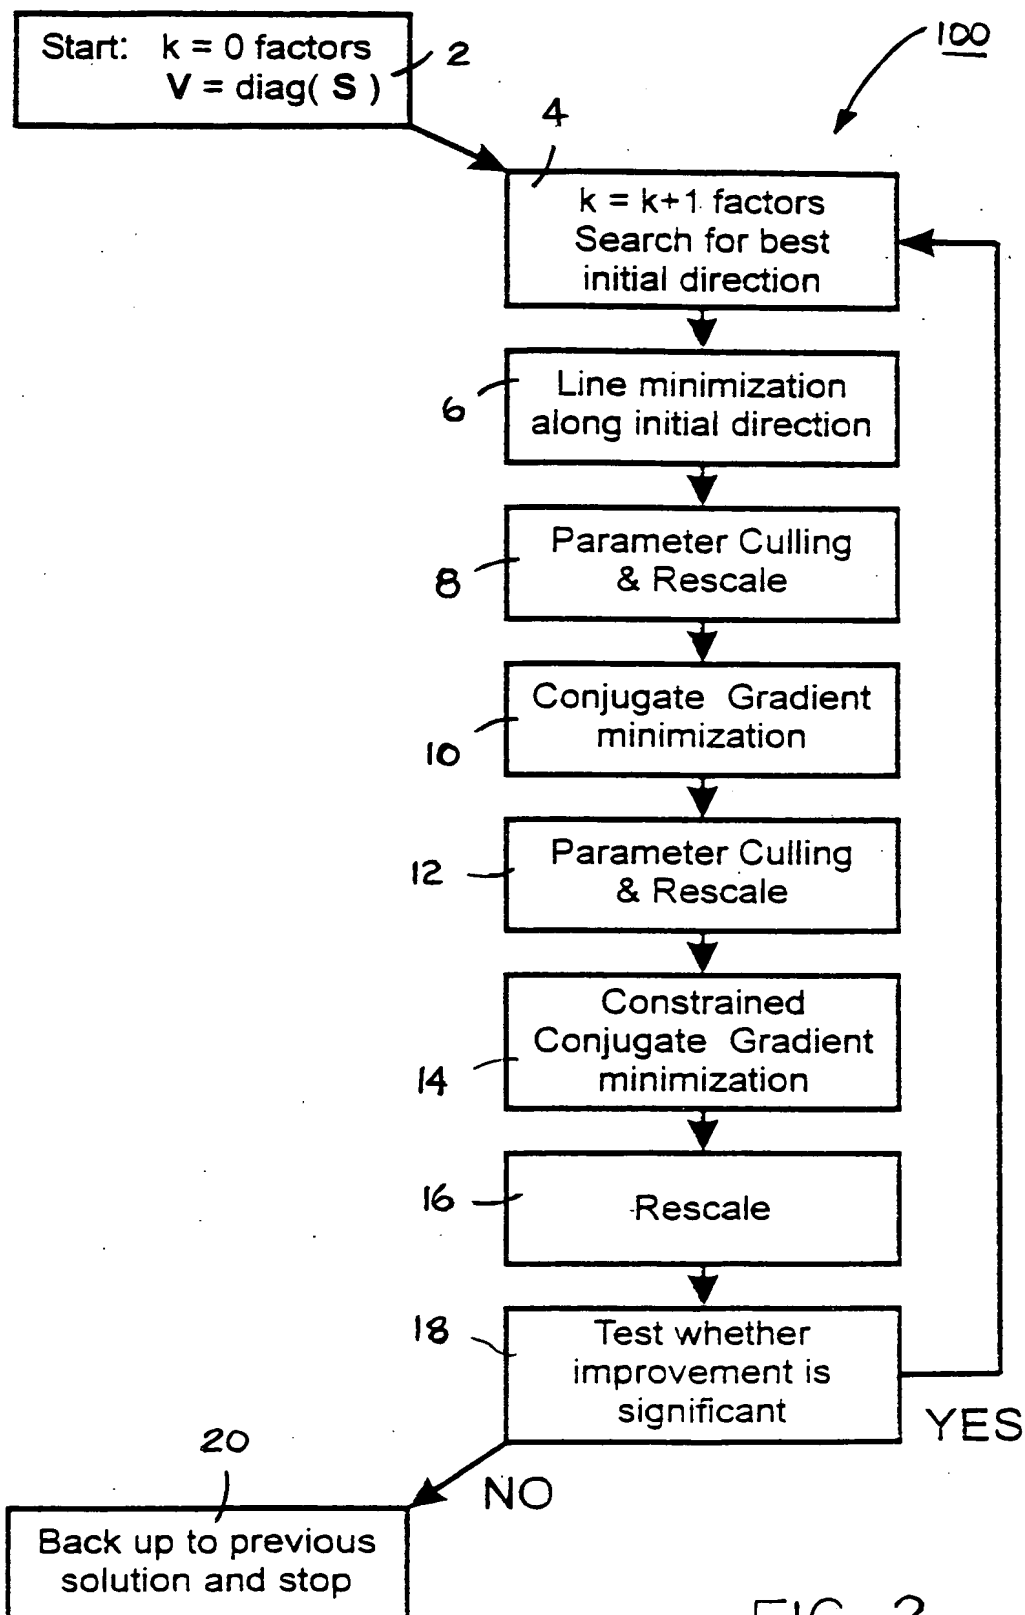 Start: k = 0 factors
V = diag( S )
2
100
4
k = k+1 factors
Search for best
initial direction
6
Line minimization
along initial direction
8
Parameter Culling
& Rescale
10
Conjugate Gradient
minimization
12
Parameter Culling
& Rescale
14
Constrained
Conjugate Gradient
minimization
16
Rescale
18
Test whether
improvement is
significant
YES
NO
20
Back up to previous
solution and stop